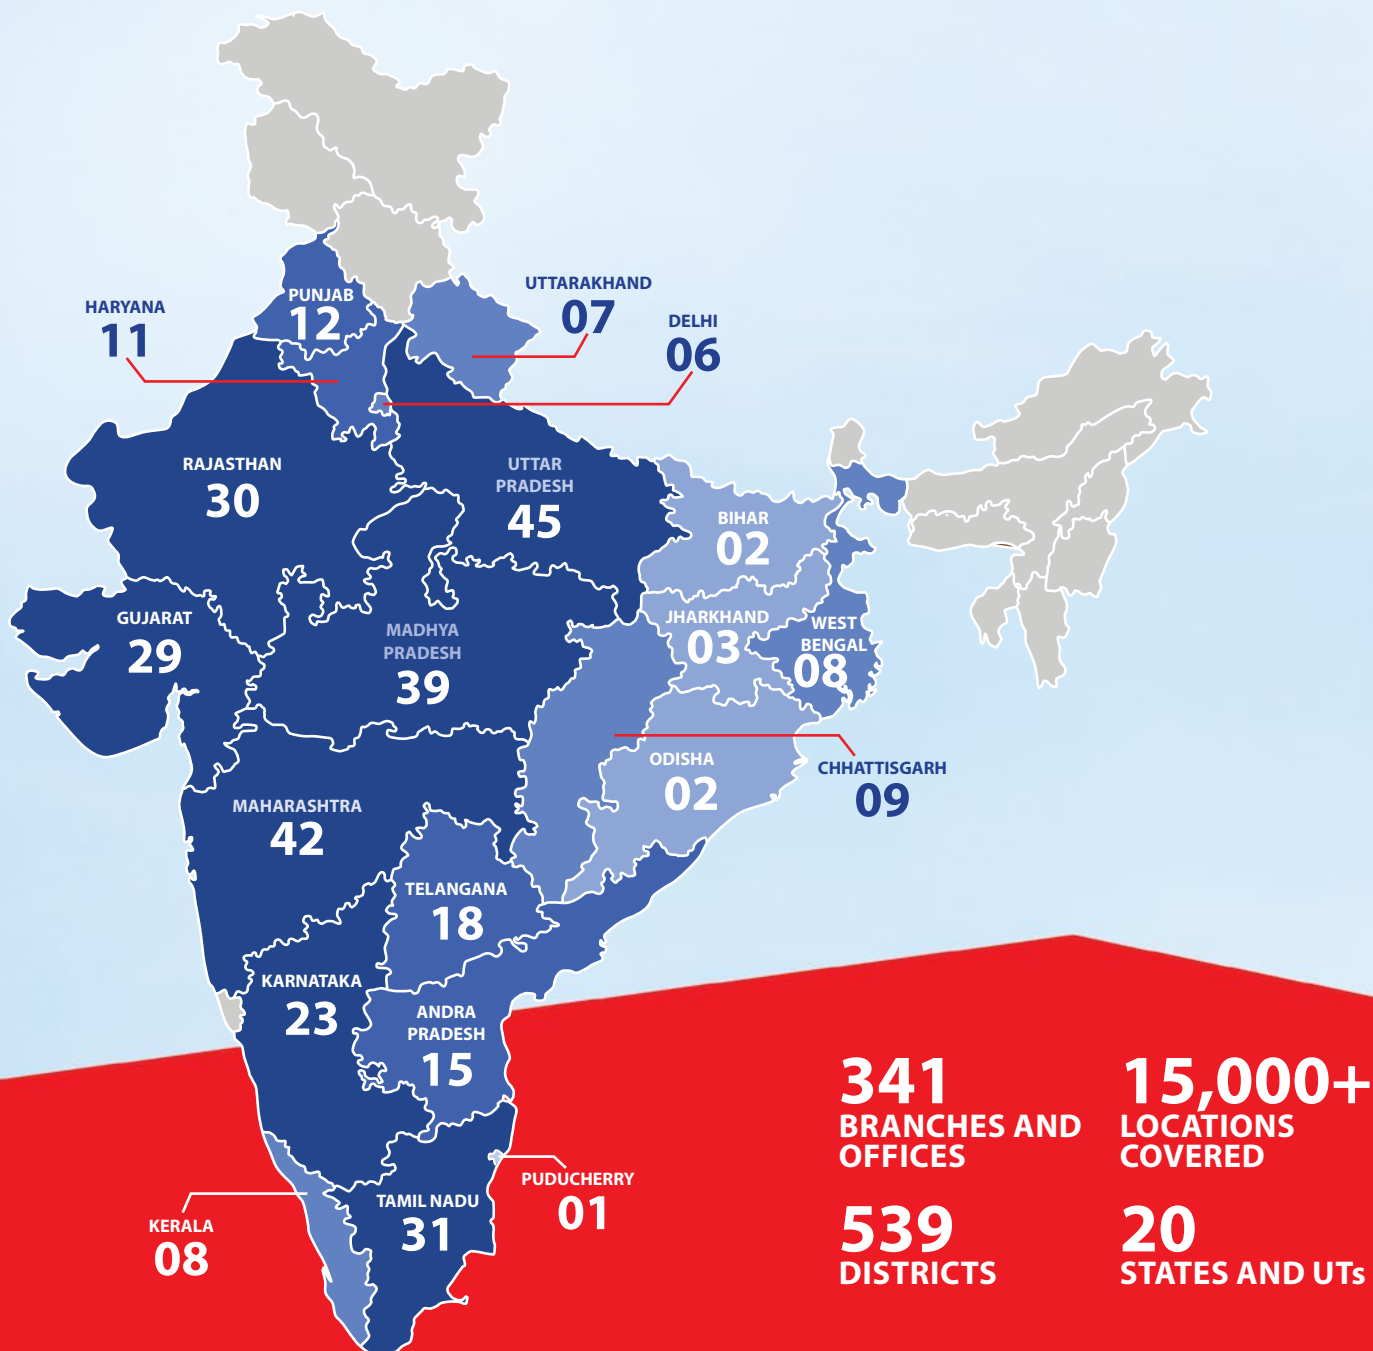 UTTARAKHAND
07
PUNJAB
12
HARYANA
11
DELHI
06
RAJASTHAN
30
UTTAR
PRADESH
45
BIHAR
02
GUJARAT
29
MADHYA
PRADESH
39
JHARKHAND
03
WEST
BENGAL
08
ODISHA
02
CHHATTISGARH
09
MAHARASHTRA
42
TELANGANA
18
KARNATAKA
23
ANDRA
PRADESH
15
PUDUCHERRY
01
TAMIL NADU
31
KERALA
08
341
BRANCHES AND
OFFICES
15,000+
LOCATIONS
COVERED
539
DISTRICTS
20
STATES AND UTs